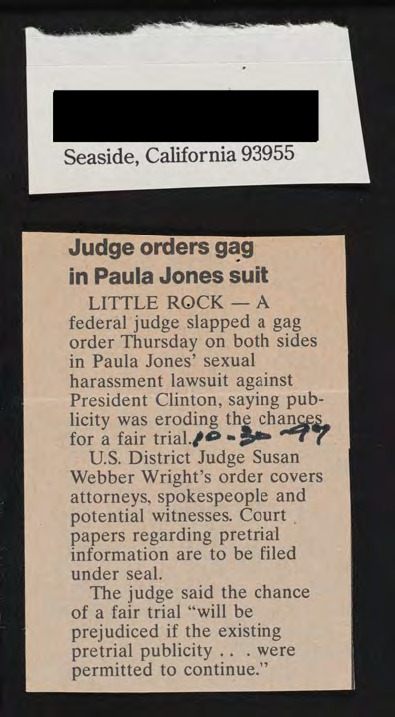 Seaside, California 93955
Judge orders gag
in Paula Jones suit
LITTLE ROCK — A
federal judge slapped a gag
order Thursday on both sides
in Paula Jones' sexual
harassment lawsuit against
President Clinton, saying pub-
licity was eroding the chances
for a fair trial. 10-30-97
U.S. District Judge Susan
Webber Wright's order covers
attorneys, spokespeople and
potential witnesses. Court
papers regarding pretrial
information are to be filed
under seal.
The judge said the chance
of a fair trial “will be
prejudiced if the existing
pretrial publicity . . . were
permitted to continue.”